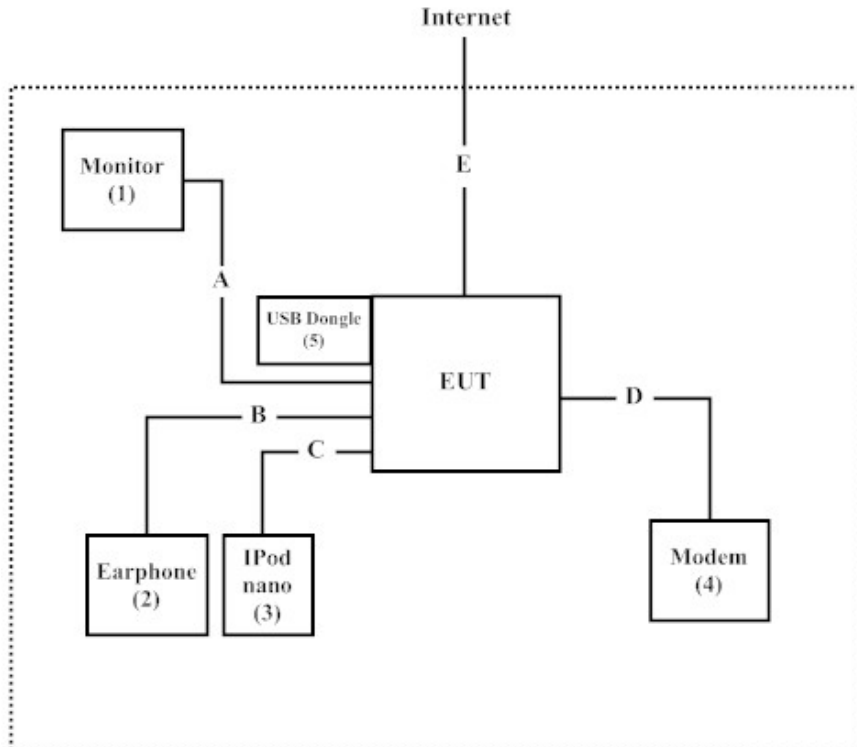 Internet
E
Monitor
(1)
A
USB Dongle
(5)
EUT
D
B
C
Earphone
(2)
IPod
nano
(3)
Modem
(4)